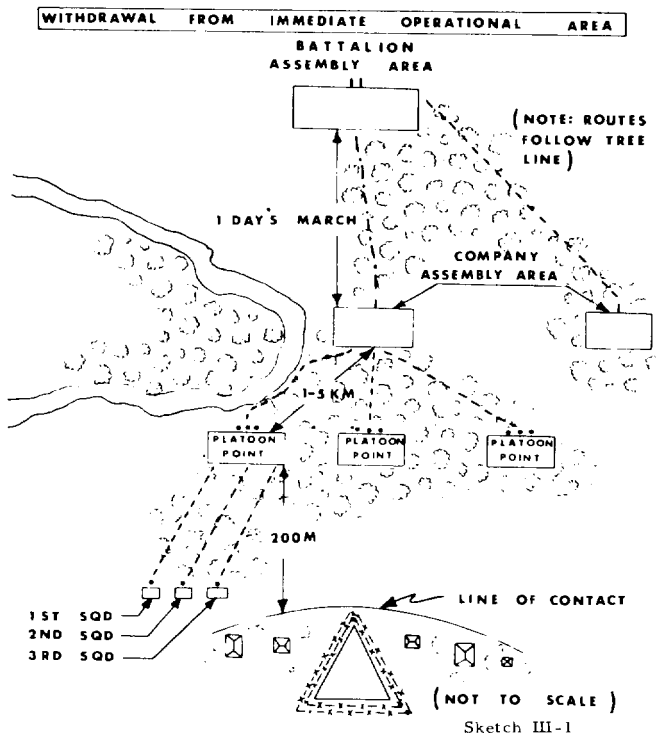 WITHDRAWAL FROM IMMEDIATE OPERATIONAL AREA
BATTALION
ASSEMBLY AREA
(NOTE: ROUTES
FOLLOW TREE
LINE)
1 DAY'S MARCH
COMPANY
ASSEMBLY AREA
1-5KM
PLATOON
POINT
PLATOON
POINT
PLATOON
POINT
200M
1ST SQD
2ND SQD
3RD SQD
LINE OF CONTACT
(NOT TO SCALE)
Sketch III-1